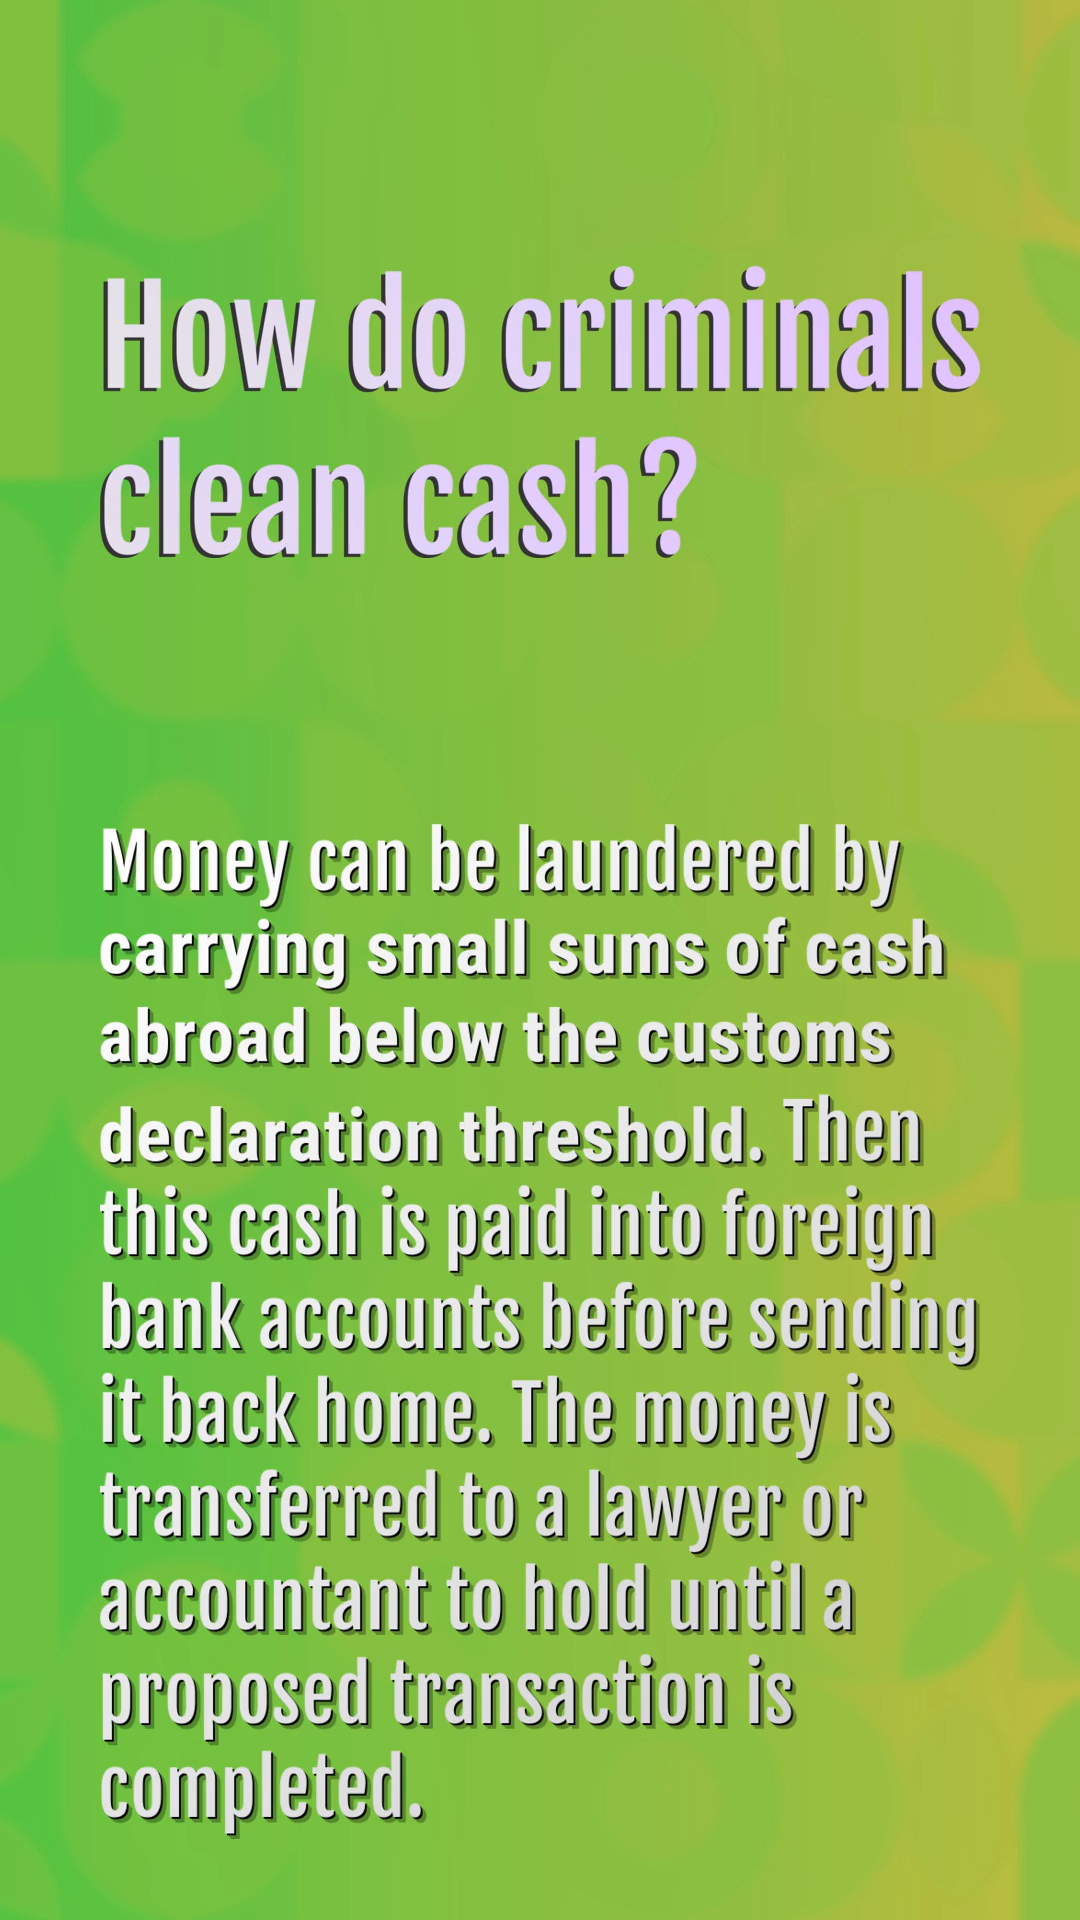 How do criminals
clean cash?
Money can be laundered by
carrying small sums of cash
abroad below the customs
declaration threshold. Then
this cash is paid into foreign
bank accounts before sending
it back home. The money is
transferred to a lawyer or
accountant to hold until a
proposed transaction is
completed.